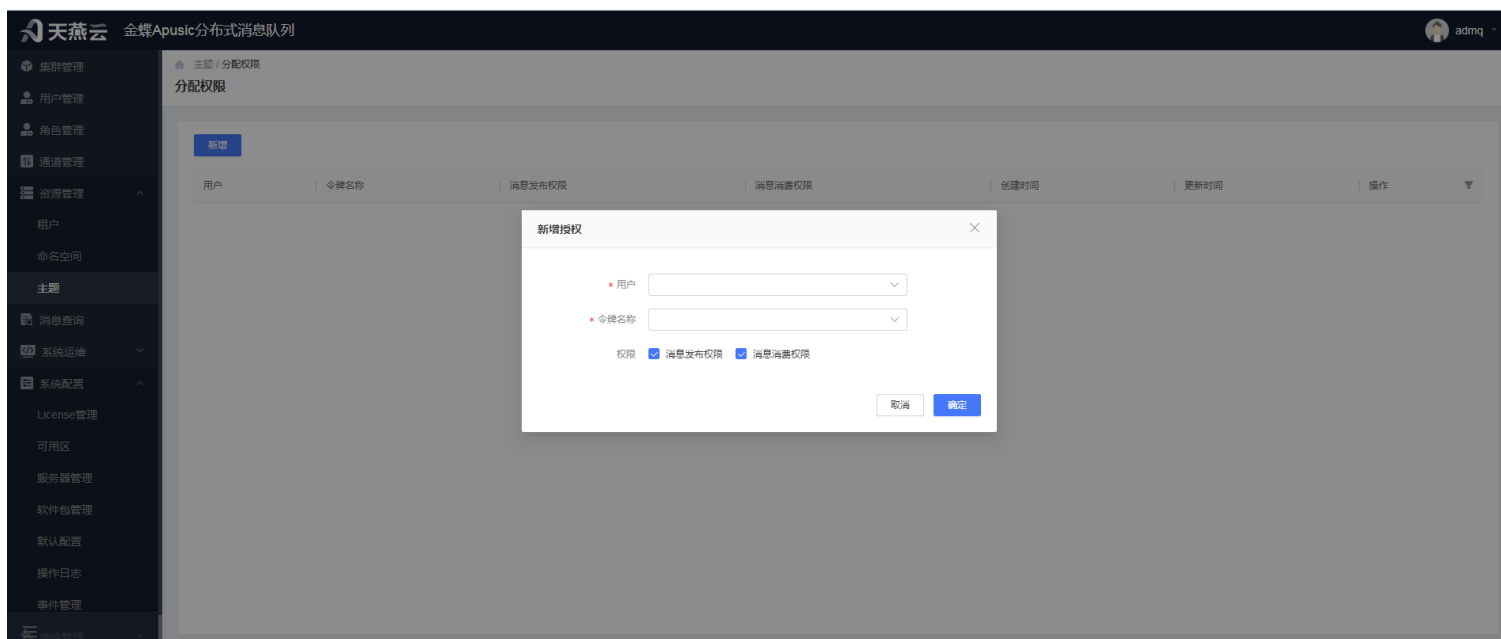 天燕云 金蝶Apusic分布式消息队列
admq
集群管理
用户管理
角色管理
通道管理
资源管理
租户
命名空间
主题
消息查询
系统运维
系统配置
License管理
可用区
服务器管理
软件包管理
默认配置
操作日志
事件管理
主题 / 分配权限
分配权限
新增
用户 令牌名称 消息发布权限 消息消费权限 创建时间 更新时间 操作
新增授权
* 用户
* 令牌名称
权限 消息发布权限 消息消费权限
取消 确定